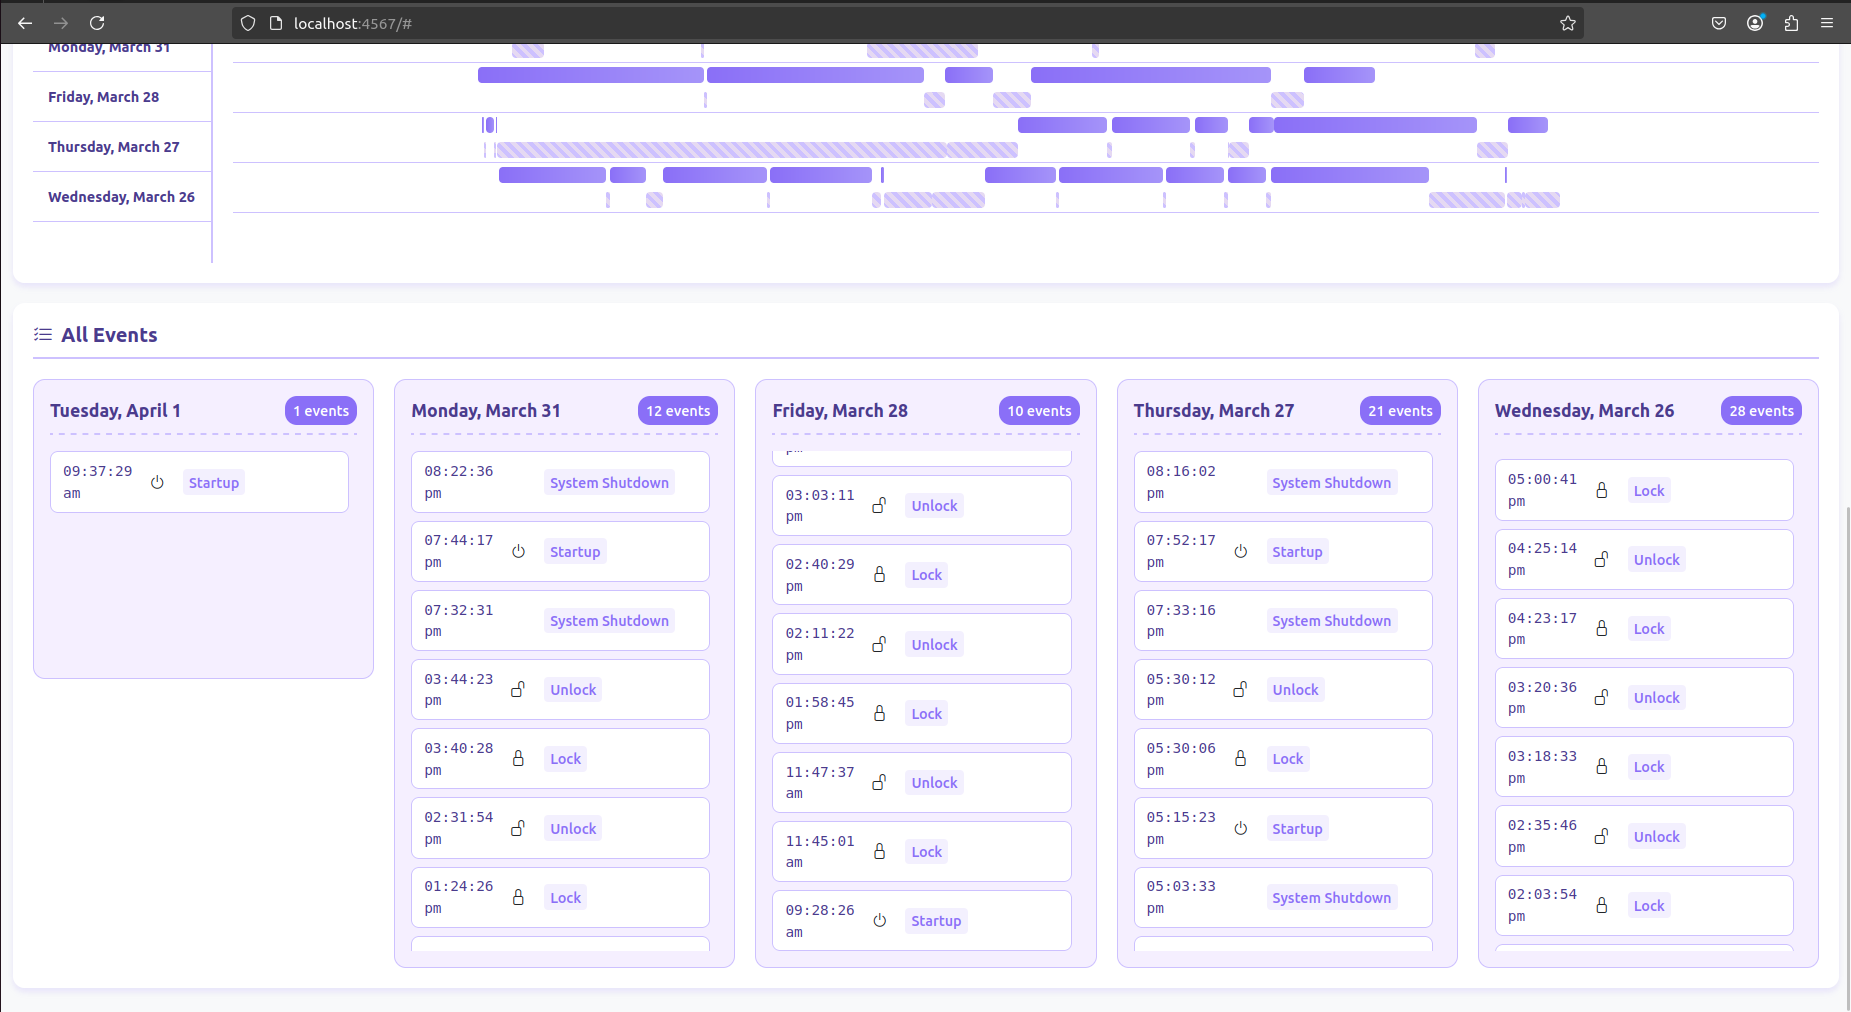 localhost:4567/#
Monday, March 31
Friday, March 28
Thursday, March 27
Wednesday, March 26
All Events
Tuesday, April 1
1 events
09:37:29
am
Startup
Monday, March 31
12 events
08:22:36
pm
System Shutdown
07:44:17
pm
Startup
07:32:31
pm
System Shutdown
03:44:23
pm
Unlock
03:40:28
pm
Lock
02:31:54
pm
Unlock
01:24:26
pm
Lock
Friday, March 28
10 events
pm
03:03:11
pm
Unlock
02:40:29
pm
Lock
02:11:22
pm
Unlock
01:58:45
pm
Lock
11:47:37
am
Unlock
11:45:01
am
Lock
09:28:26
am
Startup
Thursday, March 27
21 events
08:16:02
pm
System Shutdown
07:52:17
pm
Startup
07:33:16
pm
System Shutdown
05:30:12
pm
Unlock
05:30:06
pm
Lock
05:15:23
pm
Startup
05:03:33
pm
System Shutdown
Wednesday, March 26
28 events
05:00:41
pm
Lock
04:25:14
pm
Unlock
04:23:17
pm
Lock
03:20:36
pm
Unlock
03:18:33
pm
Lock
02:35:46
pm
Unlock
02:03:54
pm
Lock